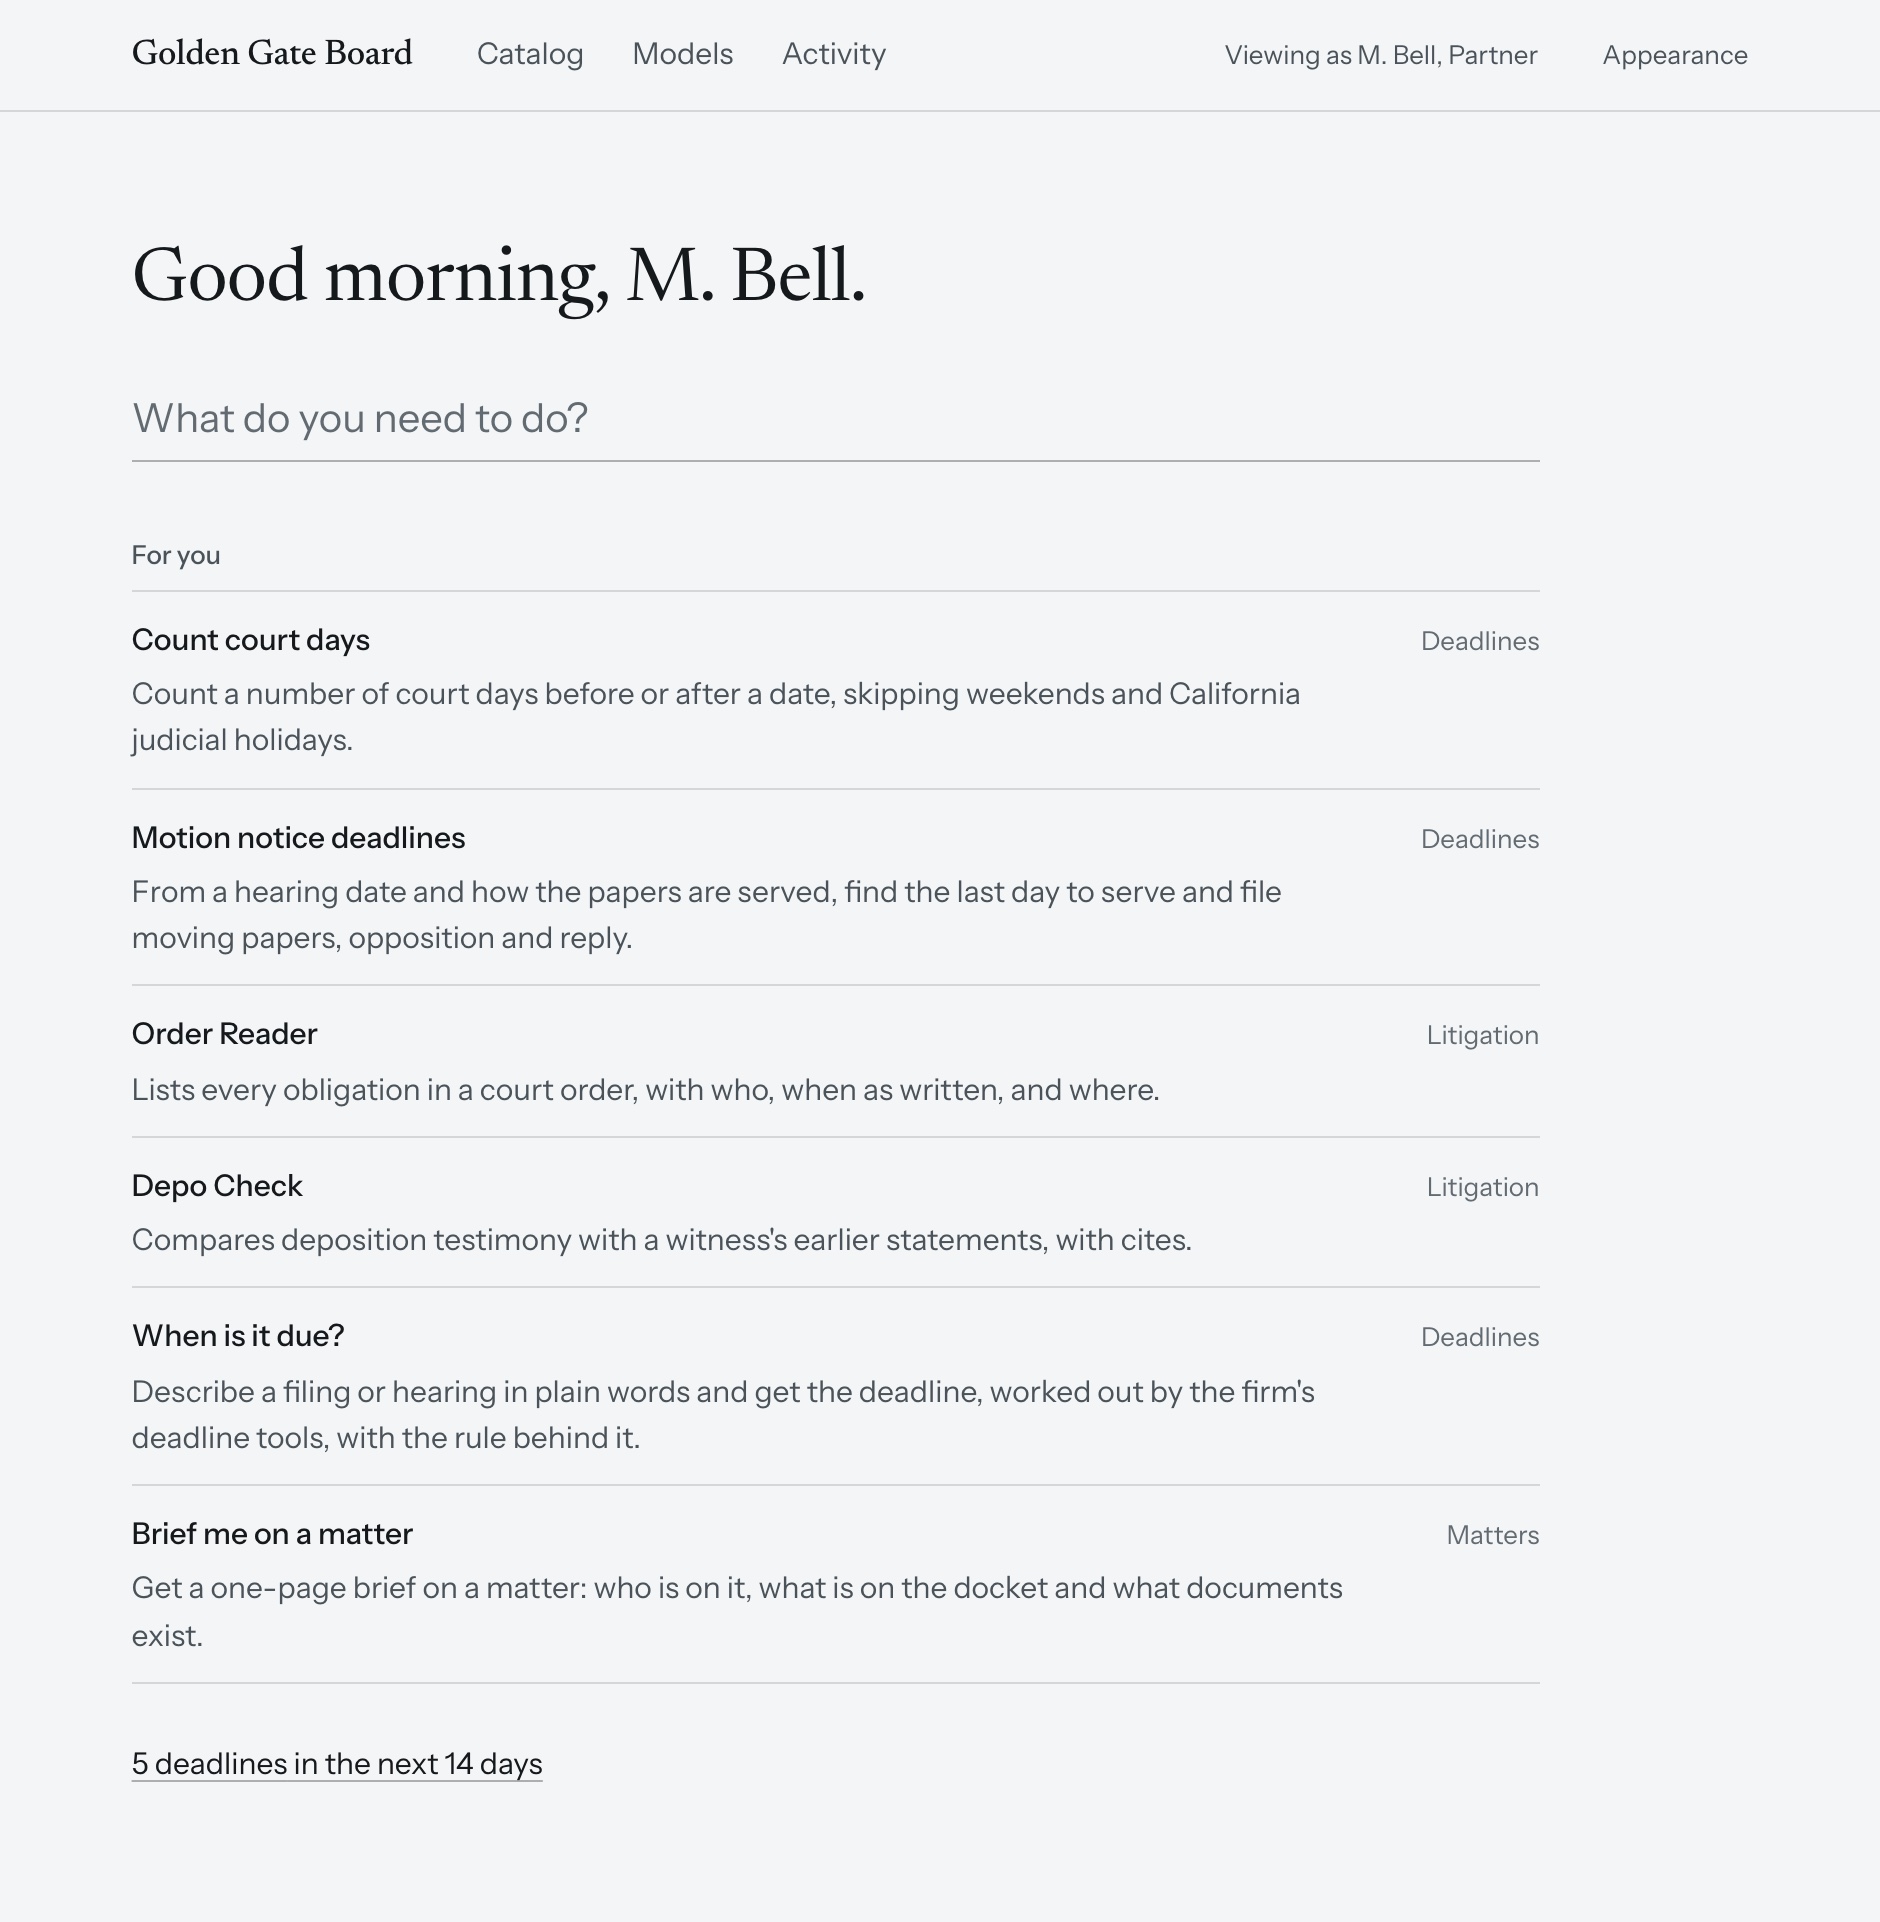 Golden Gate Board
Catalog
Models
Activity
Viewing as M. Bell, Partner
Appearance
Good morning, M. Bell.
What do you need to do?
For you
Count court days
Deadlines
Count a number of court days before or after a date, skipping weekends and California
judicial holidays.
Motion notice deadlines
Deadlines
From a hearing date and how the papers are served, find the last day to serve and file
moving papers, opposition and reply.
Order Reader
Litigation
Lists every obligation in a court order, with who, when as written, and where.
Depo Check
Litigation
Compares deposition testimony with a witness's earlier statements, with cites.
When is it due?
Deadlines
Describe a filing or hearing in plain words and get the deadline, worked out by the firm's
deadline tools, with the rule behind it.
Brief me on a matter
Matters
Get a one-page brief on a matter: who is on it, what is on the docket and what documents
exist.
5 deadlines in the next 14 days